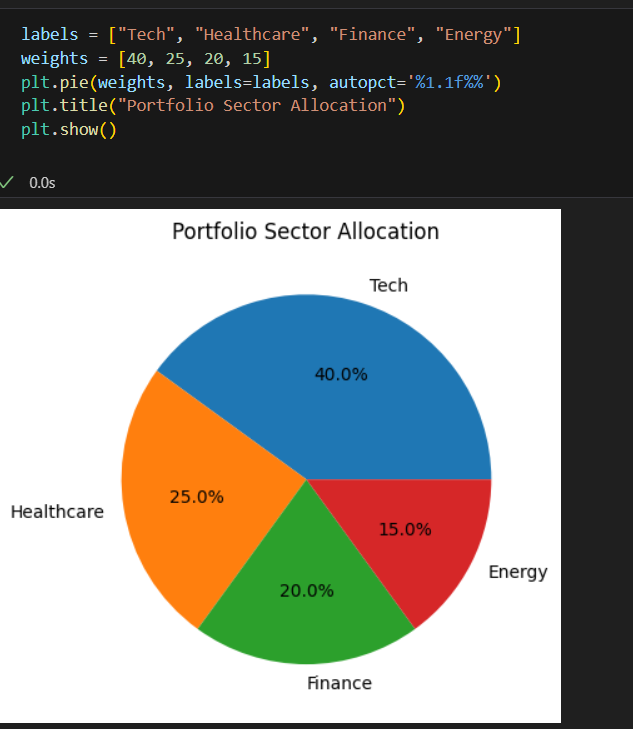 labels = ["Tech", "Healthcare", "Finance", "Energy"]
weights = [40, 25, 20, 15]
plt.pie(weights, labels=labels, autopct='%1.1f%%')
plt.title("Portfolio Sector Allocation")
plt.show()
0.0s
Portfolio Sector Allocation
Tech
40.0%
25.0%
Healthcare
15.0%
Energy
20.0%
Finance